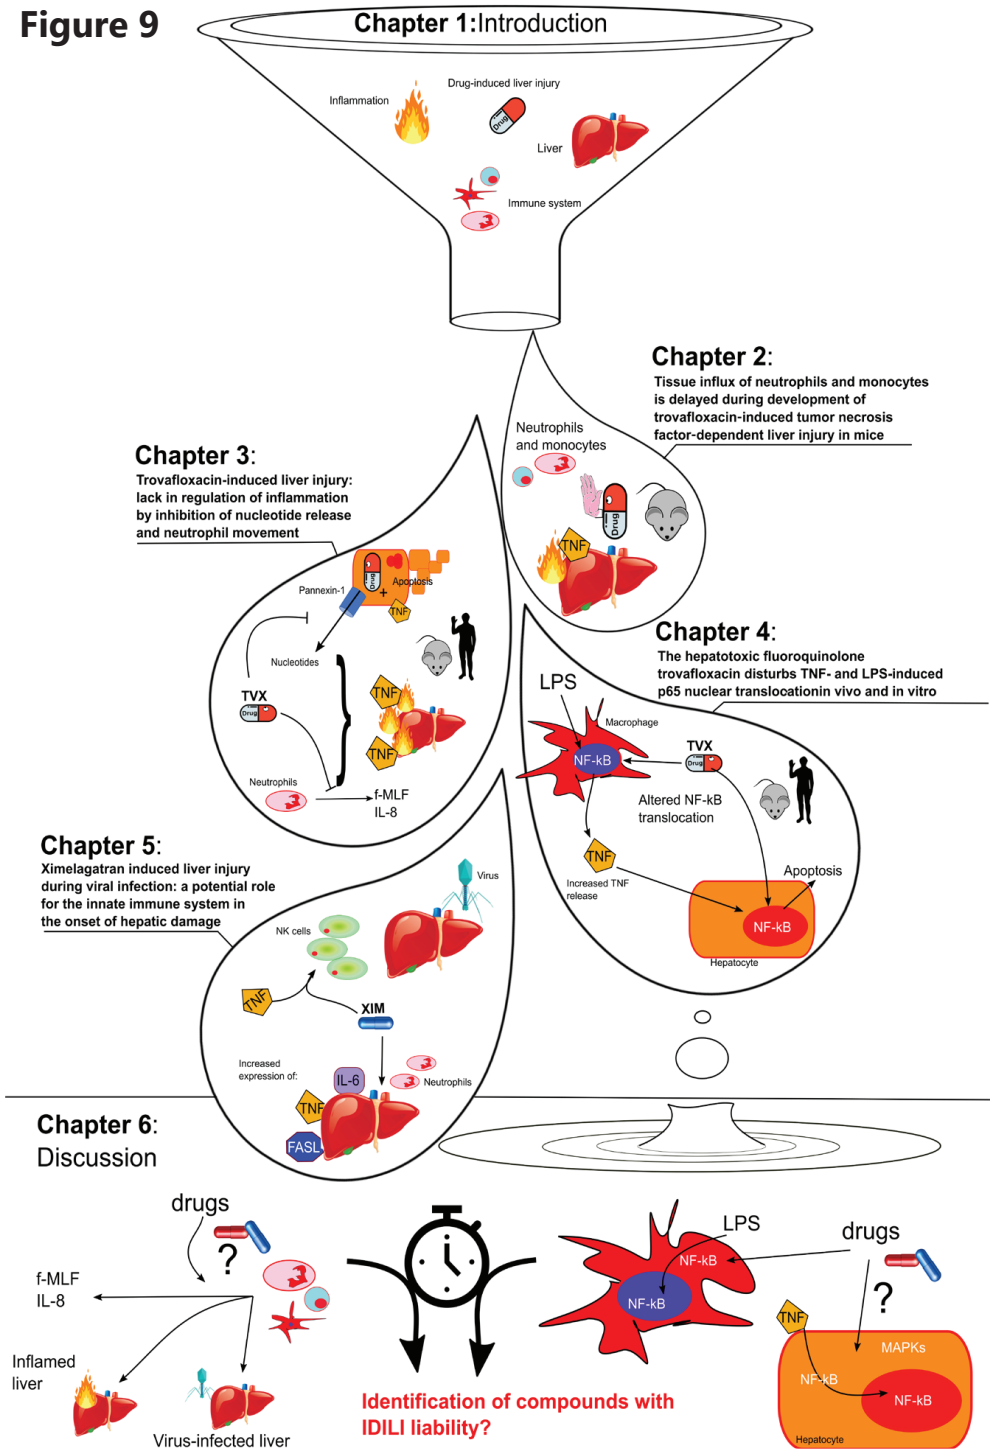 Figure 9
Chapter 1:Introduction
Drug-induced liver injury
Inflammation
Drug
Liver
Immune system
Chapter 2:
Tissue influx of neutrophils and monocytes
is delayed during development of
trovafloxacin-induced tumor necrosis
factor-dependent liver injury in mice
Neutrophils
and monocytes
Drug
TNF
Chapter 3:
Trovafloxacin-induced liver injury:
lack in regulation of inflammation
by inhibition of nucleotide release
and neutrophil movement
Drug
+
Apoptosis
Pannexin-1
TNF
Nucleotides
TVX
Drug
TNF
TNF
Neutrophils
f-MLF
IL-8
Chapter 4:
The hepatotoxic fluoroquinolone
trovafloxacin disturbs TNF- and LPS-induced
p65 nuclear translocationin vivo and in vitro
LPS
Macrophage
NF-kB
TVX
Drug
Altered NF-kB
translocation
TNF
Increased TNF
release
Apoptosis
NF-kB
Hepatocyte
Chapter 5:
Ximelagatran induced liver injury
during viral infection: a potential role
for the innate immune system in
the onset of hepatic damage
Virus
NK cells
TNF
XIM
Increased
expression of:
IL-6
Neutrophils
TNF
FASL
Chapter 6:
Discussion
drugs
?
f-MLF
IL-8
Inflamed
liver
Virus-infected liver
Identification of compounds with
IDILI liability?
LPS
NF-kB
NF-kB
drugs
?
TNF
MAPKs
NF-kB
NF-kB
Hepatocyte